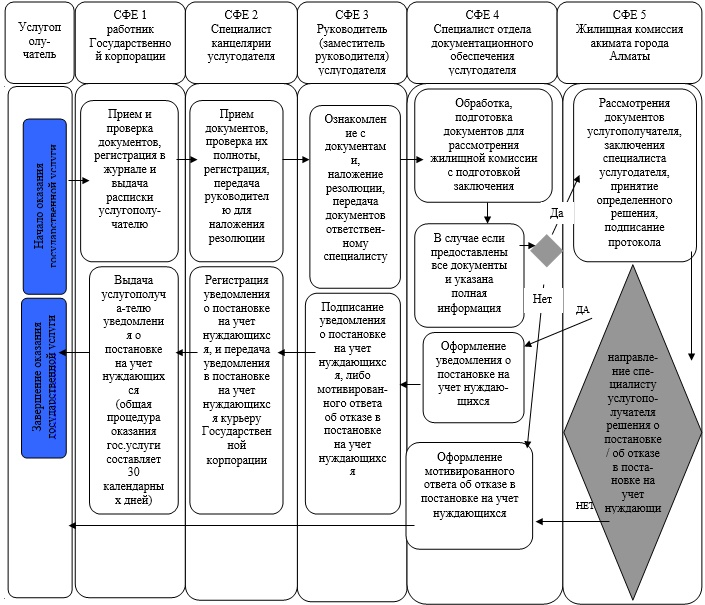 Услугоп
олу-
чатель
СФЕ 1
работник
Государственно
й корпорации
СФЕ 2
Специалист
канцелярии
услугодателя
СФЕ 3
Руководитель
(заместитель
руководителя)
услугодателя
СФЕ 4
Специалист отдела
документационного
обеспечения
услугодателя
СФЕ 5
Жилищная комиссия
акимата города
Алматы
Начало оказания
государственной услуги
Прием и
проверка
документов,
регистрация в
журнале и
выдача
расписки
услугополу-
чателю
Прием
документов,
проверка их
полноты,
регистрация,
передача
руководител
ю для
наложения
резолюции
Ознакомлен
ие с
документам
и,
наложение
резолюции,
передача
документов
ответствен-
ному
специалисту
Обработка,
подготовка
документов для
рассмотрения
жилищной комиссии
с подготовкой
заключения
Рассмотрения
документов
услугополучателя,
заключения
специалиста
услугодателя,
принятие
определенного
решения,
подписание
протокола
Да
В случае если
предоставлены
все документы
и указана
полная
информация
Нет
Завершение оказания
государственной услуги
Выдача
услугополуч
а-телю
уведомлени
я о
постановке
на учет
нуждающих
ся
(общая
процедура
оказания
гос.услуги
составляет
30
календарны
х дней)
Регистрация
уведомления
о постановке
на учет
нуждающихс
я, и передача
уведомления
в постановке
на учет
нуждающихс
я курьеру
Государствен
ной
корпорации
Подписание
уведомления
о постановке
на учет
нуждающихс
я, либо
мотивирован-
ного ответа
об отказе в
постановке
на учет
нуждающихс
я
ДА
Оформление
уведомления о
постановке на
учет нуждаю-
щихся
направле-
ние спе-
циалисту
услугопо-
лучателя
решения о
постановке
/ об отказе
в поста-
новке на
учет
нуждающи
Оформление
мотивированного
ответа об отказе в
постановке на учет
нуждающихся
НЕТ